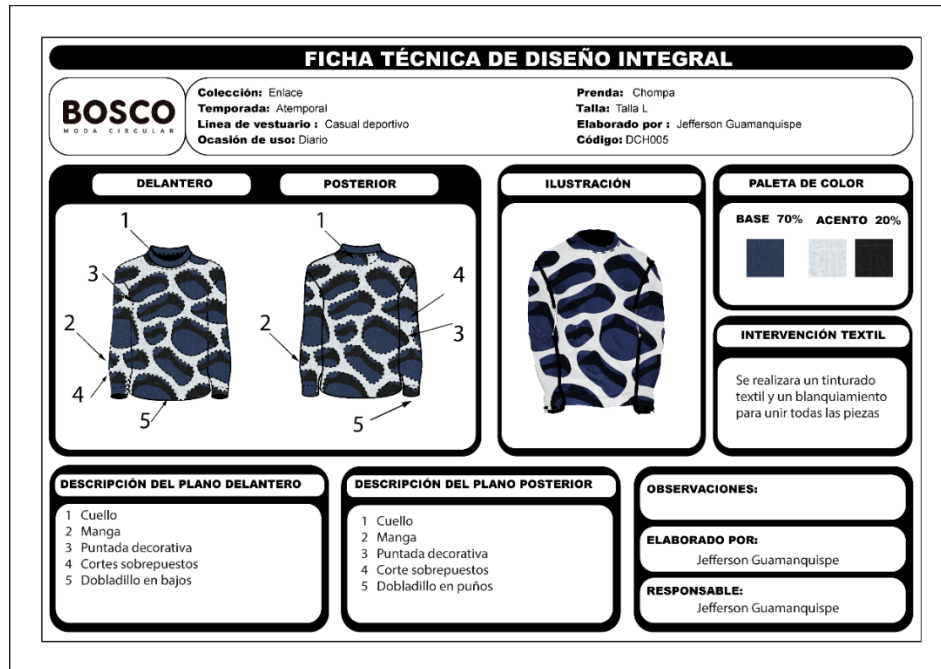 FICHA TÉCNICA DE DISEÑO INTEGRAL
BOSCO
MODA CIRCULAR
Colección: Enlace
Temporada: Atemporal
Linea de vestuario : Casual deportivo
Ocasión de uso: Diario
Prenda: Chompa
Talla: Talla L
Elaborado por : Jefferson Guamanquispe
Código: DCH005
DELANTERO
POSTERIOR
1
3
2
4
5
1
4
2
3
5
ILUSTRACIÓN
PALETA DE COLOR
BASE 70% ACENTO 20%
INTERVENCIÓN TEXTIL
Se realizara un tinturado
textil y un blanquiamiento
para unir todas las piezas
DESCRIPCIÓN DEL PLANO DELANTERO
1 Cuello
2 Manga
3 Puntada decorativa
4 Cortes sobrepuestos
5 Dobladillo en bajos
DESCRIPCIÓN DEL PLANO POSTERIOR
1 Cuello
2 Manga
3 Puntada decorativa
4 Corte sobrepuestos
5 Dobladillo en puños
OBSERVACIONES:
ELABORADO POR:
Jefferson Guamanquispe
RESPONSABLE:
Jefferson Guamanquispe